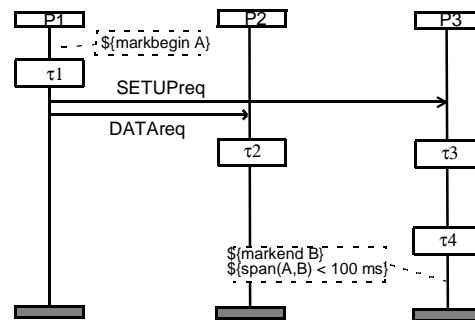 P1 P2 P3
${markbegin A}
τ1
SETUPreq
DATAreq
τ2 τ3
τ4
${markend B}
${span(A,B) < 100 ms}